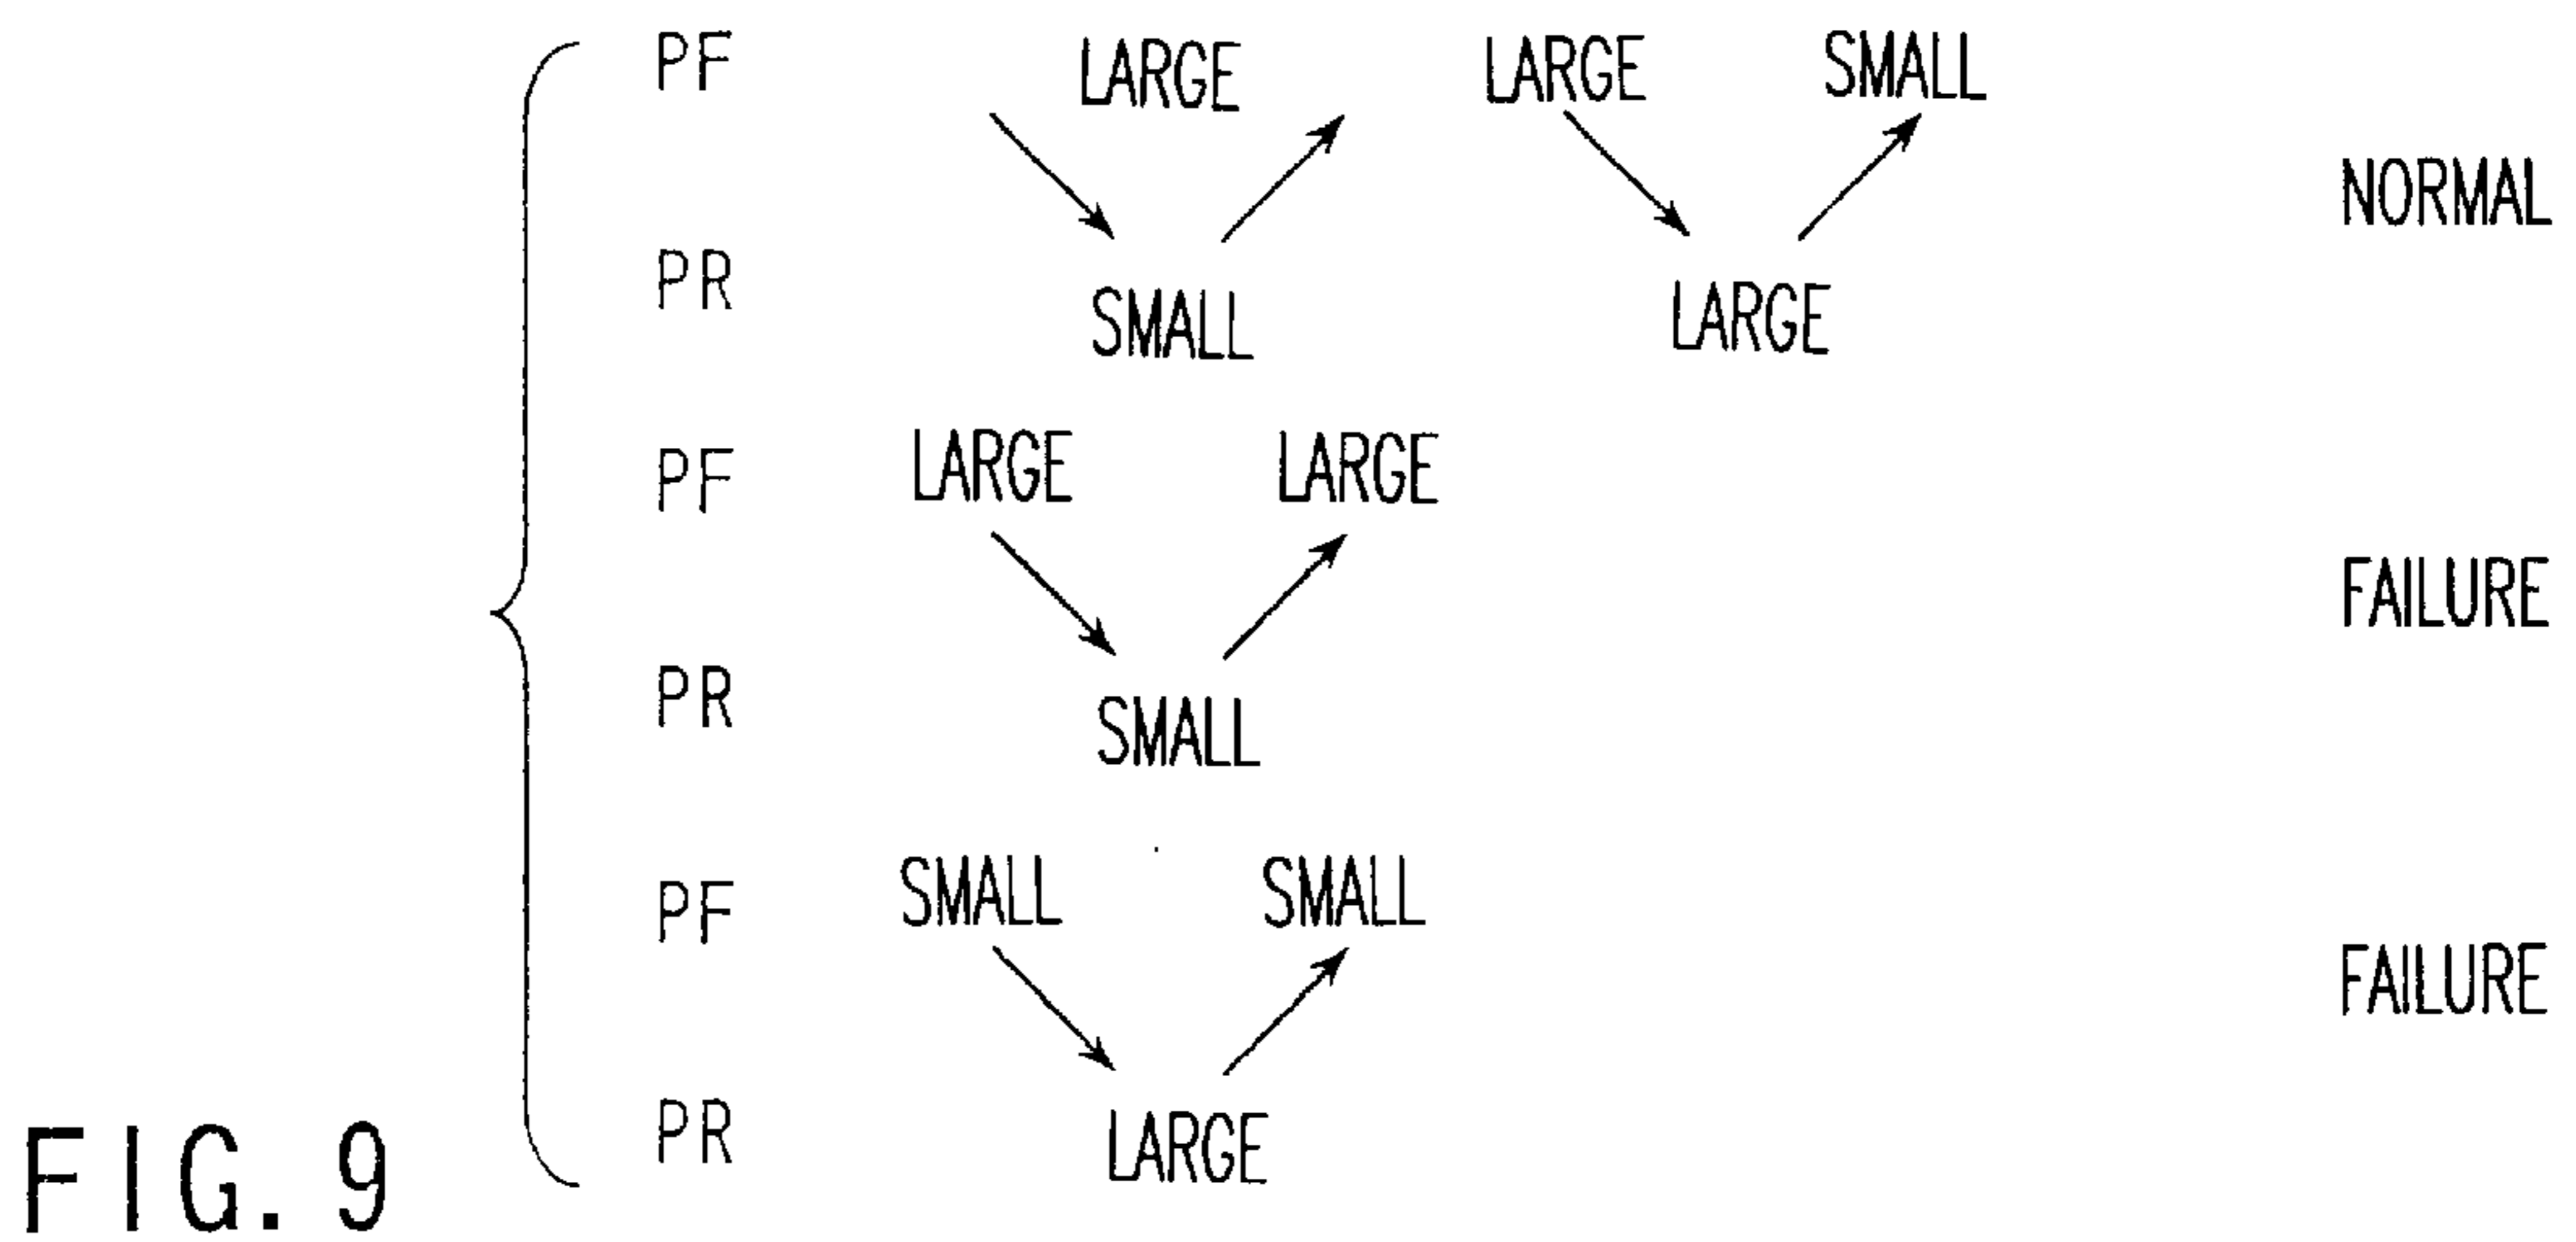 PF LARGE LARGE SMALL
NORMAL
PR SMALL LARGE
PF LARGE LARGE
FAILURE
PR SMALL
PF SMALL SMALL
FAILURE
PR LARGE
FIG. 9